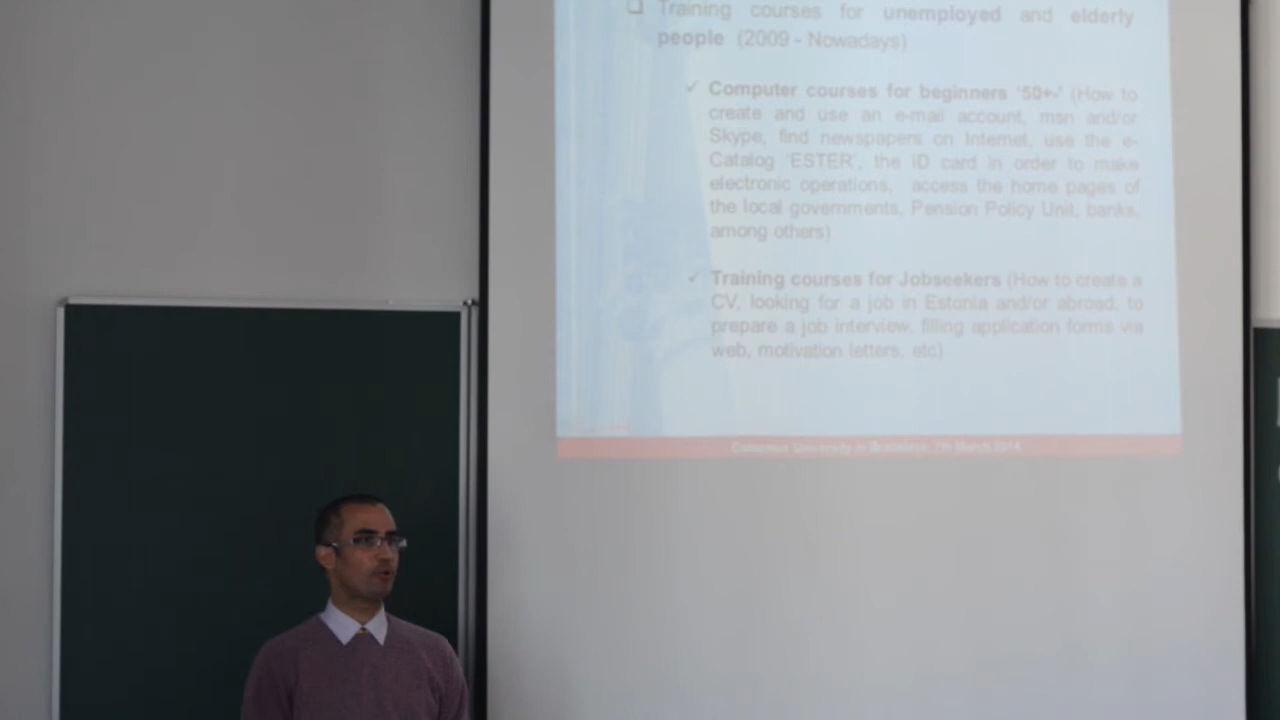 ❑ Training courses for unemployed and elderly
people (2009 - Nowadays)
✓ Computer courses for beginners '50+-' (How to
create and use an e-mail account, msn and/or
Skype, find newspapers on Internet, use the e-
Catalog 'ESTER', the ID card in order to make
electronic operations, access the home pages of
the local governments, Pension Policy Unit, banks,
among others)
✓ Training courses for Jobseekers (How to create a
CV, looking for a job in Estonia and/or abroad, to
prepare a job interview, filling application forms via
web, motivation letters, etc)
Comenius University in Bratislava, 7th March 2014